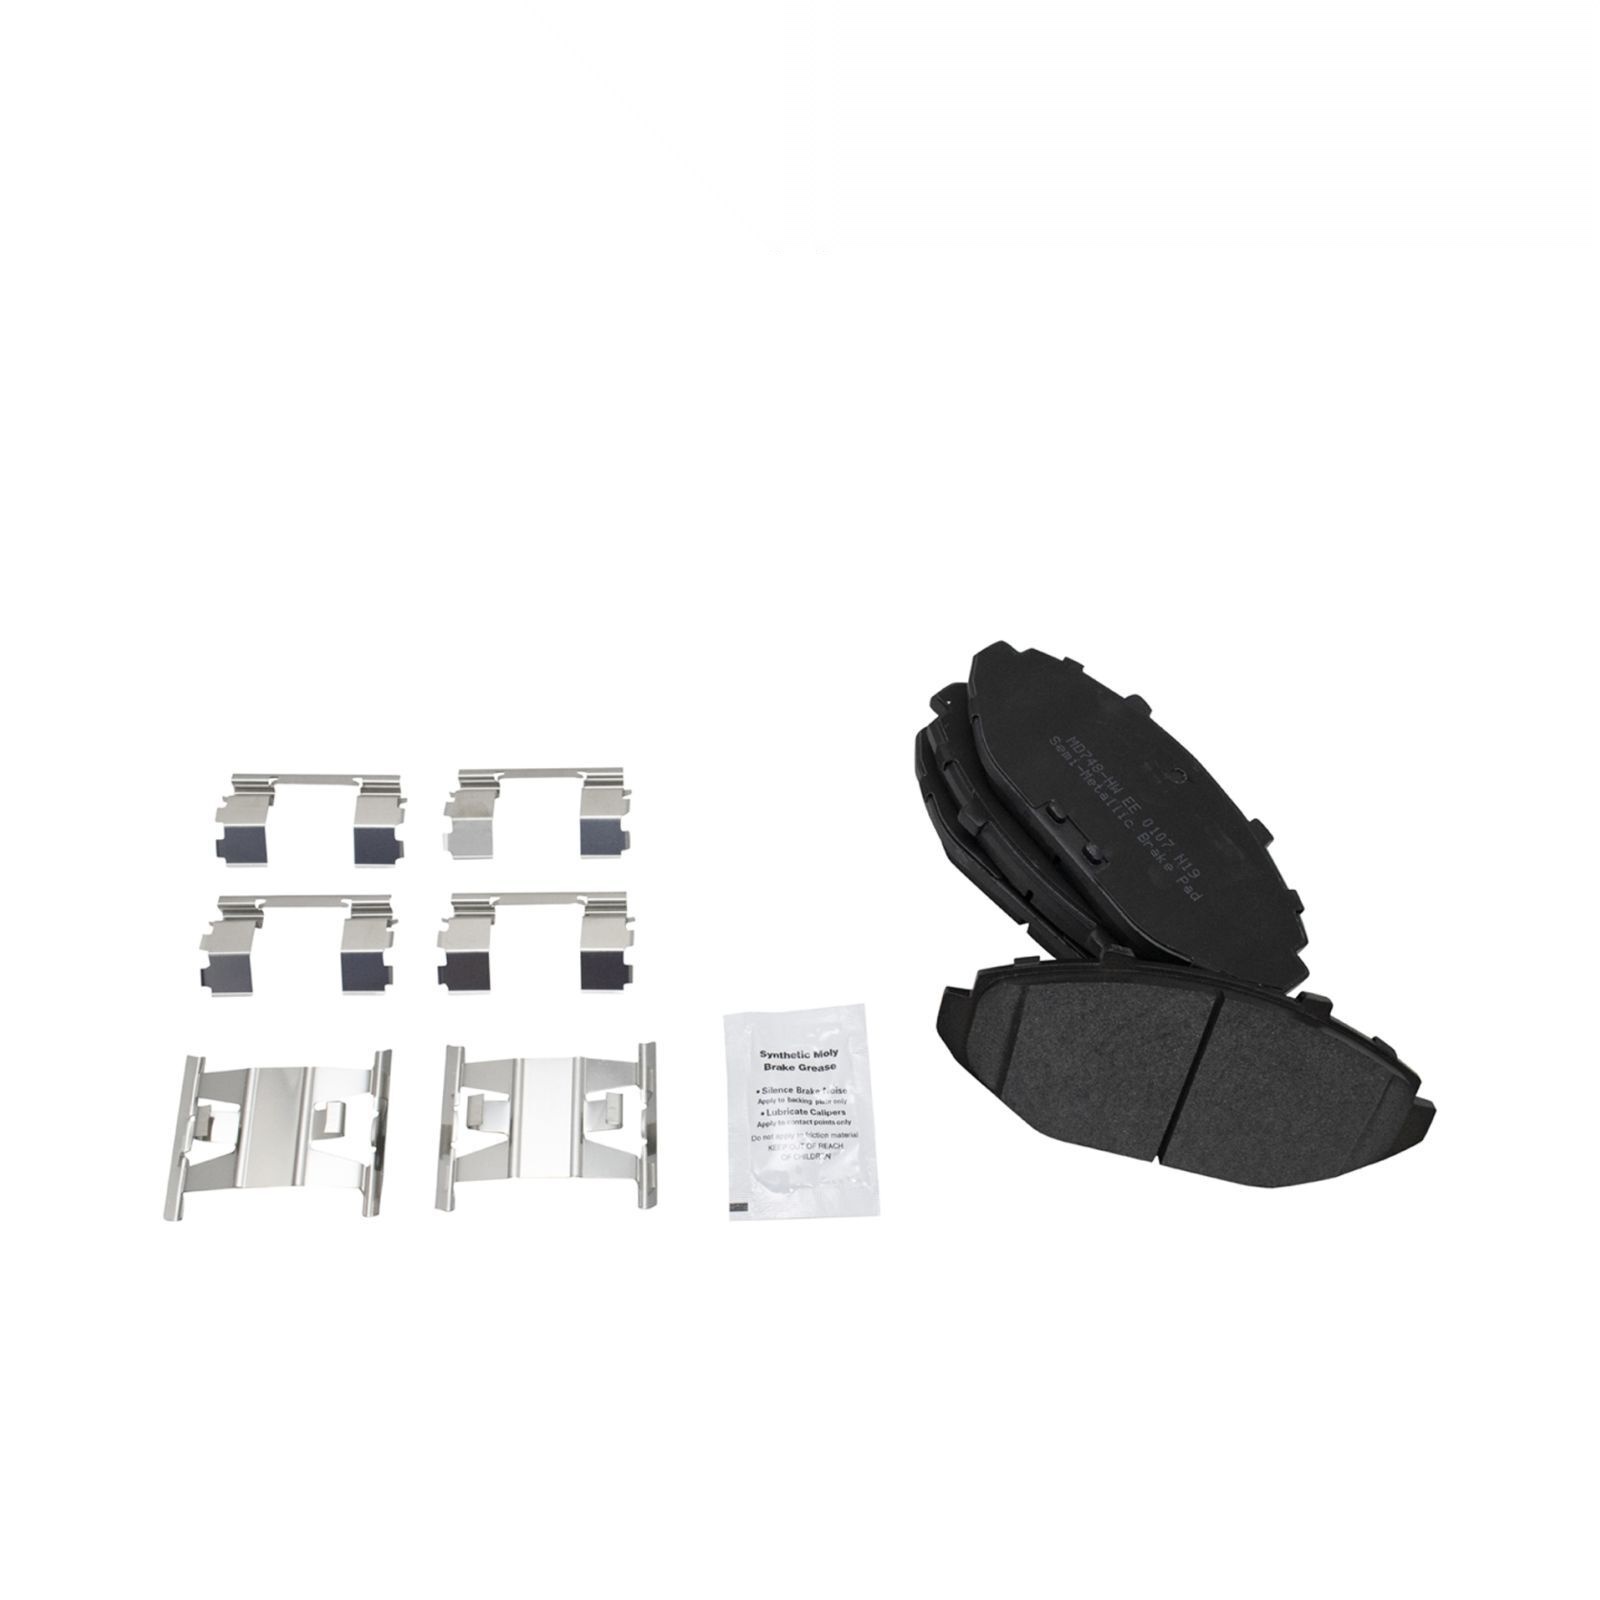 MD748-HW EE 0107 N19
Semi-Metallic Brake Pad
Synthetic Moly
Brake Grease
• Silence Brake Noise
Apply to backing plate only
• Lubricate Calipers
Apply to contact points only
Do not apply to friction material
KEEP OUT OF REACH
OF CHILDREN